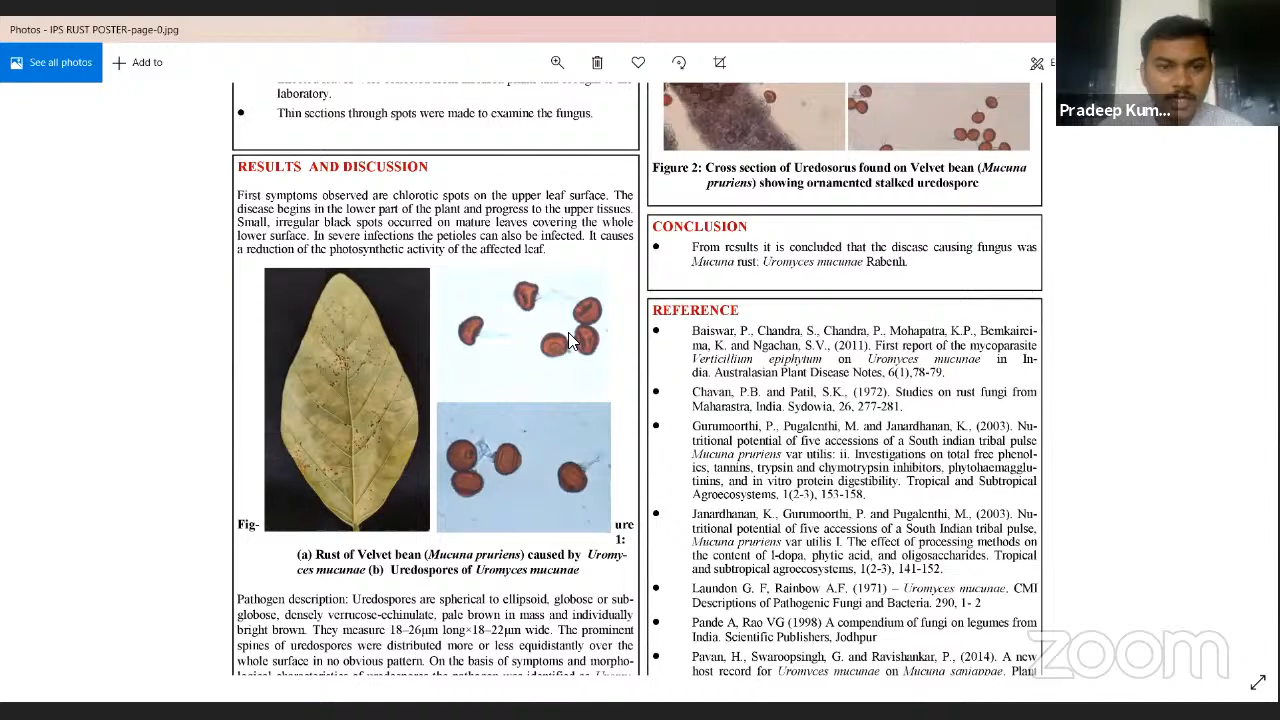 Photos - IPS RUST POSTER-page-0.jpg
See all photos
Add to
Pradeep Kum...
laboratory.
● Thin sections through spots were made to examine the fungus.
RESULTS AND DISCUSSION
First symptoms observed are chlorotic spots on the upper leaf surface. The
disease begins in the lower part of the plant and progress to the upper tissues.
Small, irregular black spots occurred on mature leaves covering the whole
lower surface. In severe infections the petioles can also be infected. It causes
a reduction of the photosynthetic activity of the affected leaf.
Fig-
ure
1:
(a) Rust of Velvet bean (Mucuna pruriens) caused by Uromy-
ces mucunae (b) Uredospores of Uromyces mucunae
Pathogen description: Uredospores are spherical to ellipsoid, globose or sub-
globose, densely verrucose-echinulate, pale brown in mass and individually
bright brown. They measure 18–26μm long×18–22μm wide. The prominent
spines of uredospores were distributed more or less equidistantly over the
whole surface in no obvious pattern. On the basis of symptoms and morpho-
Figure 2: Cross section of Uredosorus found on Velvet bean (Mucuna
pruriens) showing ornamented stalked uredospore
CONCLUSION
● From results it is concluded that the disease causing fungus was
Mucuna rust: Uromyces mucunae Rabenh.
REFERENCE
● Baiswar, P., Chandra, S., Chandra, P., Mohapatra, K.P., Bemkairei-
ma, K. and Ngachan, S.V., (2011). First report of the mycoparasite
Verticillium epiphytum on Uromyces mucunae in In-
dia. Australasian Plant Disease Notes, 6(1),78-79.
● Chavan, P.B. and Patil, S.K., (1972). Studies on rust fungi from
Maharastra, India. Sydowia, 26, 277-281.
● Gurumoorthi, P., Pugalenthi, M. and Janardhanan, K., (2003). Nu-
tritional potential of five accessions of a South indian tribal pulse
Mucuna pruriens var utilis: ii. Investigations on total free phenol-
ics, tannins, trypsin and chymotrypsin inhibitors, phytohaemagglu-
tinins, and in vitro protein digestibility. Tropical and Subtropical
Agroecosystems, 1(2-3), 153-158.
● Janardhanan, K., Gurumoorthi, P. and Pugalenthi, M., (2003). Nu-
tritional potential of five accessions of a South Indian tribal pulse,
Mucuna pruriens var utilis I. The effect of processing methods on
the content of l-dopa, phytic acid, and oligosaccharides. Tropical
and subtropical agroecosystems, 1(2-3), 141-152.
● Laundon G. F, Rainbow A.F. (1971) – Uromyces mucunae. CMI
Descriptions of Pathogenic Fungi and Bacteria. 290, 1- 2
● Pande A, Rao VG (1998) A compendium of fungi on legumes from
India. Scientific Publishers, Jodhpur
● Pavan, H., Swaroopsingh, G. and Ravishankar, P., (2014). A new
host record for Uromyces mucunae on Mucuna sanjappae. Plant
zoom